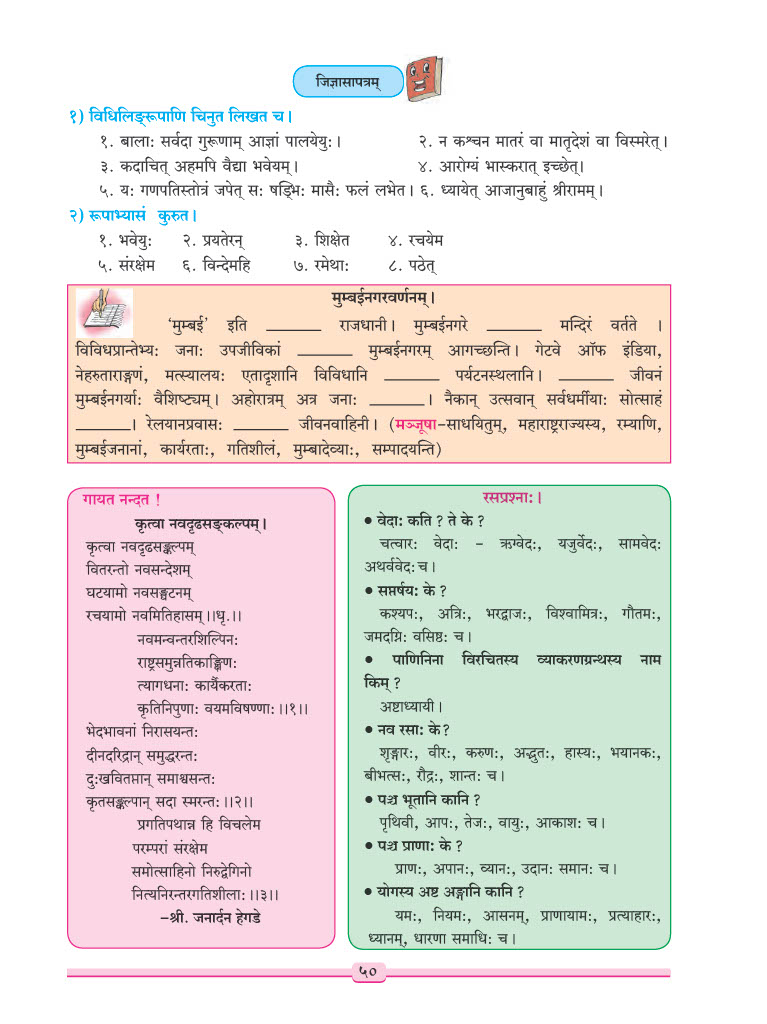 जिज्ञासापत्रम्
१) विधिलिङ्रूपाणि चिनुत लिखत च।
१. बालाः सर्वदा गुरूणाम् आज्ञां पालयेयुः। २. न कश्चन मातरं वा मातृदेशं वा विस्मरेत्।
३. कदाचित् अहमपि वैद्या भवेयम्। ४. आरोग्यं भास्करात् इच्छेत्।
५. यः गणपतिस्तोत्रं जपेत् सः षड्भिः मासैः फलं लभेत। ६. ध्यायेत् आजानुबाहुं श्रीरामम्।
२) रूपाभ्यासं कुरुत।
१. भवेयुः २. प्रयतेरन् ३. शिक्षेत ४. रचयेम
५. संरक्षेम ६. विन्देमहि ७. रमेथाः ८. पठेत्
मुम्बईनगरवर्णनम्।
'मुम्बई' इति ______ राजधानी। मुम्बईनगरे ______ मन्दिरं वर्तते ।
विविधप्रान्तेभ्यः जनाः उपजीविकां ______ मुम्बईनगरम् आगच्छन्ति। गेटवे ऑफ इंडिया,
नेहरुताराङ्गणं, मत्स्यालयः एतादृशानि विविधानि ______ पर्यटनस्थलानि। ______ जीवनं
मुम्बईनगर्याः वैशिष्ट्यम्। अहोरात्रम् अत्र जनाः ______। नैकान् उत्सवान् सर्वधर्मीयाः सोत्साहं
______। रेलयानप्रवासः ______ जीवनवाहिनी। (मञ्जूषा-साधयितुम्, महाराष्ट्रराज्यस्य, रम्याणि,
मुम्बईजनानां, कार्यरताः, गतिशीलं, मुम्बादेव्याः, सम्पादयन्ति)
गायत नन्दत !
कृत्वा नवदृढसङ्कल्पम्।
कृत्वा नवदृढसङ्कल्पम्
वितरन्तो नवसन्देशम्
घटयामो नवसङ्घटनम्
रचयामो नवमितिहासम्।।धृ.।।
नवमन्वन्तरशिल्पिनः
राष्ट्रसमुन्नतिकाङ्क्षिणः
त्यागधनाः कार्यैकरताः
कृतिनिपुणाः वयमविषण्णाः।।१।।
भेदभावनां निरासयन्तः
दीनदरिद्रान् समुद्धरन्तः
दुःखवितप्तान् समाश्वसन्तः
कृतसङ्कल्पान् सदा स्मरन्तः।।२।।
प्रगतिपथान्न हि विचलेम
परम्परां संरक्षेम
समोत्साहिनो निरुद्वेगिनो
नित्यनिरन्तरगतिशीलाः।।३।।
-श्री. जनार्दन हेगडे
रसप्रश्नाः।
• वेदाः कति ? ते के ?
चत्वारः वेदाः - ऋग्वेदः, यजुर्वेदः, सामवेदः
अथर्ववेदः च।
• सप्तर्षयः के ?
कश्यपः, अत्रिः, भरद्वाजः, विश्वामित्रः, गौतमः,
जमदग्निः वसिष्ठः च।
• पाणिनिना विरचितस्य व्याकरणग्रन्थस्य नाम
किम् ?
अष्टाध्यायी।
• नव रसाः के ?
शृङ्गारः, वीरः, करुणः, अद्भुतः, हास्यः, भयानकः,
बीभत्सः, रौद्रः, शान्तः च।
• पञ्च भूतानि कानि ?
पृथिवी, आपः, तेजः, वायुः, आकाशः च।
• पञ्च प्राणाः के ?
प्राणः, अपानः, व्यानः, उदानः समानः च।
• योगस्य अष्ट अङ्गानि कानि ?
यमः, नियमः, आसनम्, प्राणायामः, प्रत्याहारः,
ध्यानम्, धारणा समाधिः च।
५०